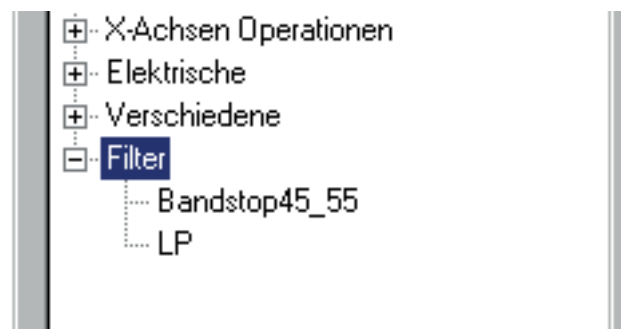 X-Achsen Operationen
Elektrische
Verschiedene
Filter
Bandstop45_55
LP